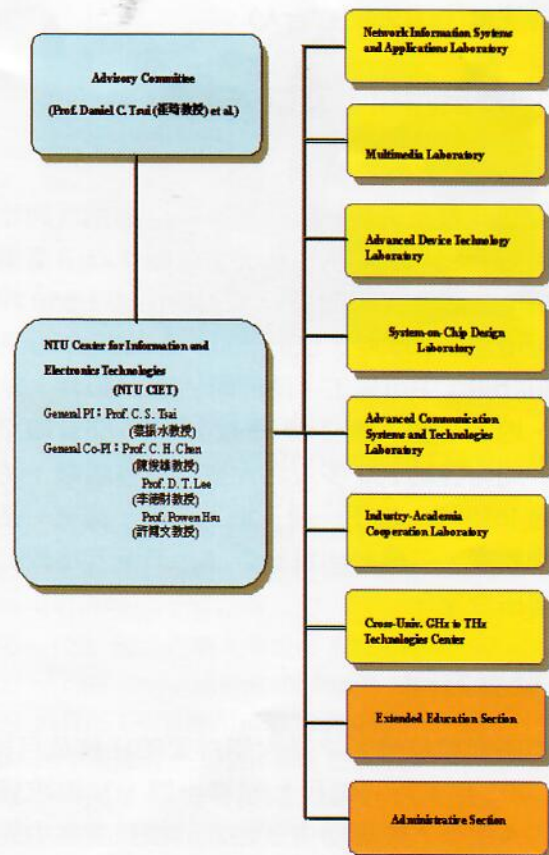 Advisory Committee
(Prof. Daniel C. Tsui (崔琦教授) et al.)
NTU Center for Information and
Electronics Technologies
(NTU CIET)
General PI：Prof. C. S. Tsai
(蔡振水教授)
General Co-PI：Prof. C. H. Chen
(陳俊雄教授)
Prof. D. T. Lee
(李德財教授)
Prof. Powen Hsu
(許博文教授)
Network Information Systems
and Applications Laboratory
Multimedia Laboratory
Advanced Device Technology
Laboratory
System-on-Chip Design
Laboratory
Advanced Communication
Systems and Technologies
Laboratory
Industry-Academia
Cooperation Laboratory
Cross-Univ. GHz to THz
Technologies Center
Extended Education Section
Administrative Section